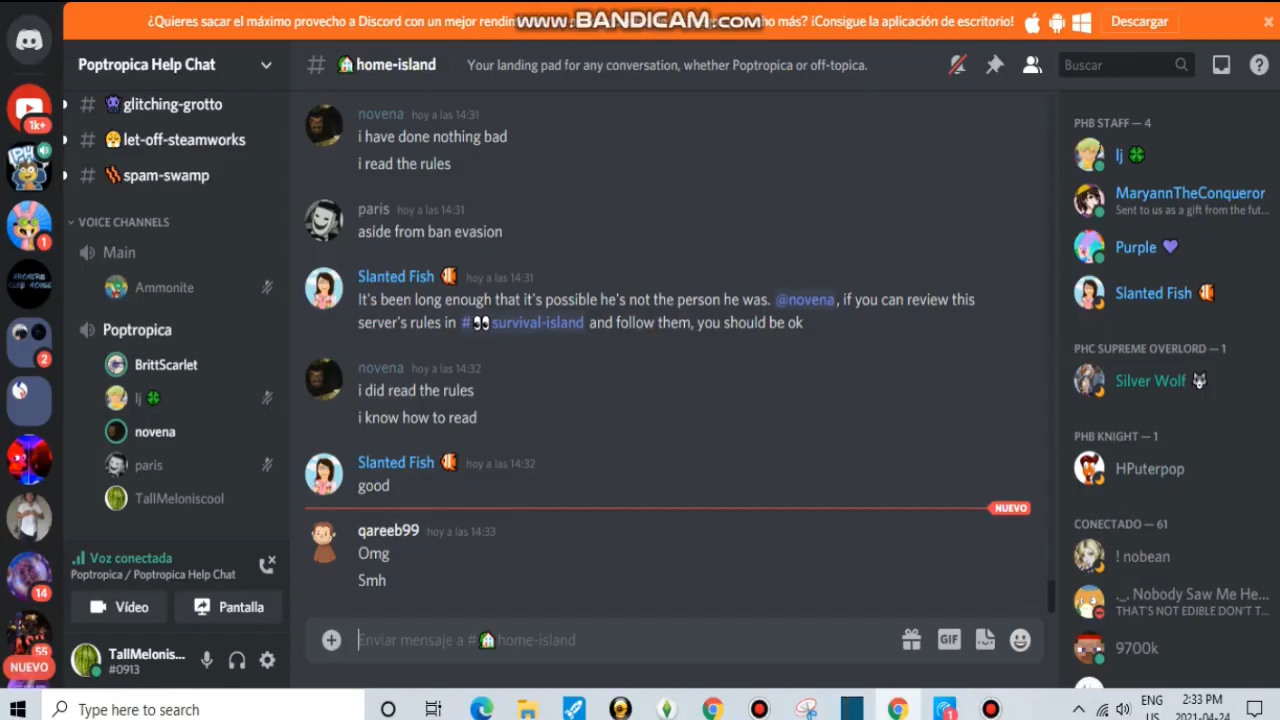 ¿Quieres sacar el máximo provecho a Discord con un mejor rendim
www.BANDICAM.com
ho más? ¡Consigue la aplicación de escritorio!
Descargar
Poptropica Help Chat
home-island
Your landing pad for any conversation, whether Poptropica or off-topica.
Buscar
1k+
1
2
14
55
NUEVO
glitching-grotto
let-off-steamworks
spam-swamp
VOICE CHANNELS
Main
Ammonite
Poptropica
BrittScarlet
lj
novena
paris
TallMeloniscool
Voz conectada
Poptropica / Poptropica Help Chat
Vídeo
Pantalla
TallMelonis...
#0913
novena hoy a las 14:31
i have done nothing bad
i read the rules
paris hoy a las 14:31
aside from ban evasion
Slanted Fish hoy a las 14:31
It's been long enough that it's possible he's not the person he was. @novena, if you can review this
server's rules in #survival-island and follow them, you should be ok
novena hoy a las 14:32
i did read the rules
i know how to read
Slanted Fish hoy a las 14:32
good
NUEVO
qareeb99 hoy a las 14:33
Omg
Smh
Enviar mensaje a #home-island
GIF
PHB STAFF — 4
lj
MaryannTheConqueror
Sent to us as a gift from the fut...
Purple
Slanted Fish
PHC SUPREME OVERLORD — 1
Silver Wolf
PHB KNIGHT — 1
HPuterpop
CONECTADO — 61
! nobean
._. Nobody Saw Me He...
THAT'S NOT EDIBLE DON'T T...
9700k
Type here to search
1
ENG
US
2:33 PM
2021-04-24